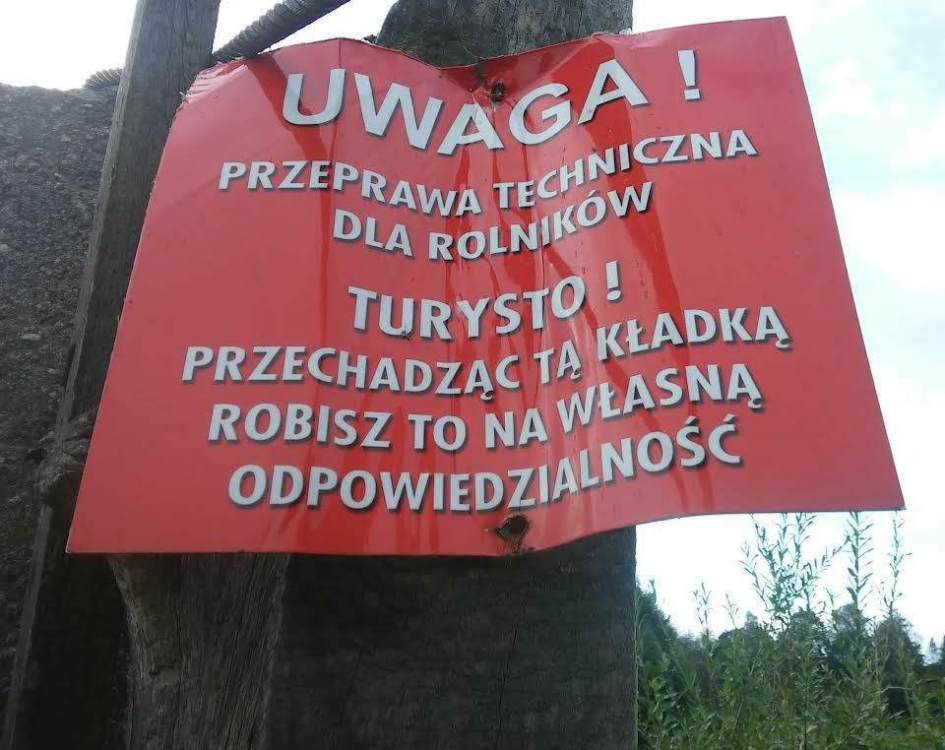 UWAGA !
PRZEPRAWA TECHNICZNA
DLA ROLNIKÓW
TURYSTO !
PRZECHADZĄC TĄ KŁADKĄ
ROBISZ TO NA WŁASNĄ
ODPOWIEDZIALNOŚĆ